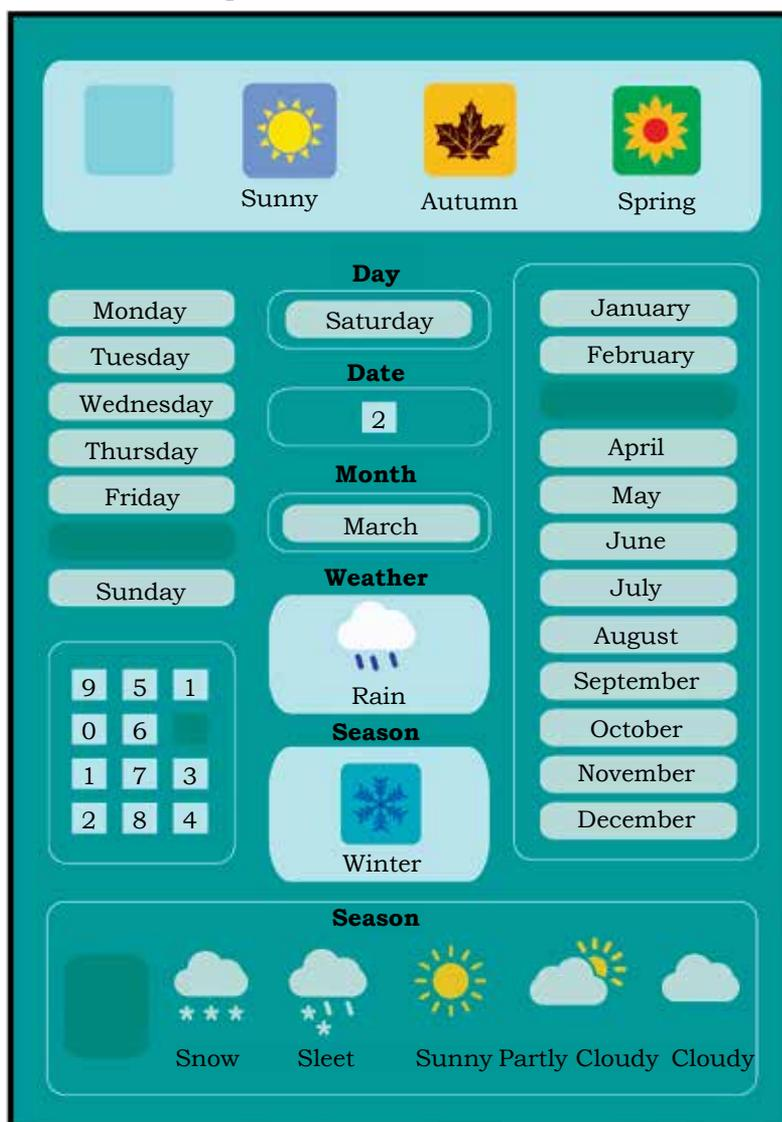 Sunny Autumn Spring
Day
Saturday
Date
2
Month
March
Weather
Rain
Season
Winter
Monday
Tuesday
Wednesday
Thursday
Friday
Sunday
9 5 1
0 6
1 7 3
2 8 4
January
February
April
May
June
July
August
September
October
November
December
Season
Snow Sleet Sunny Partly Cloudy Cloudy